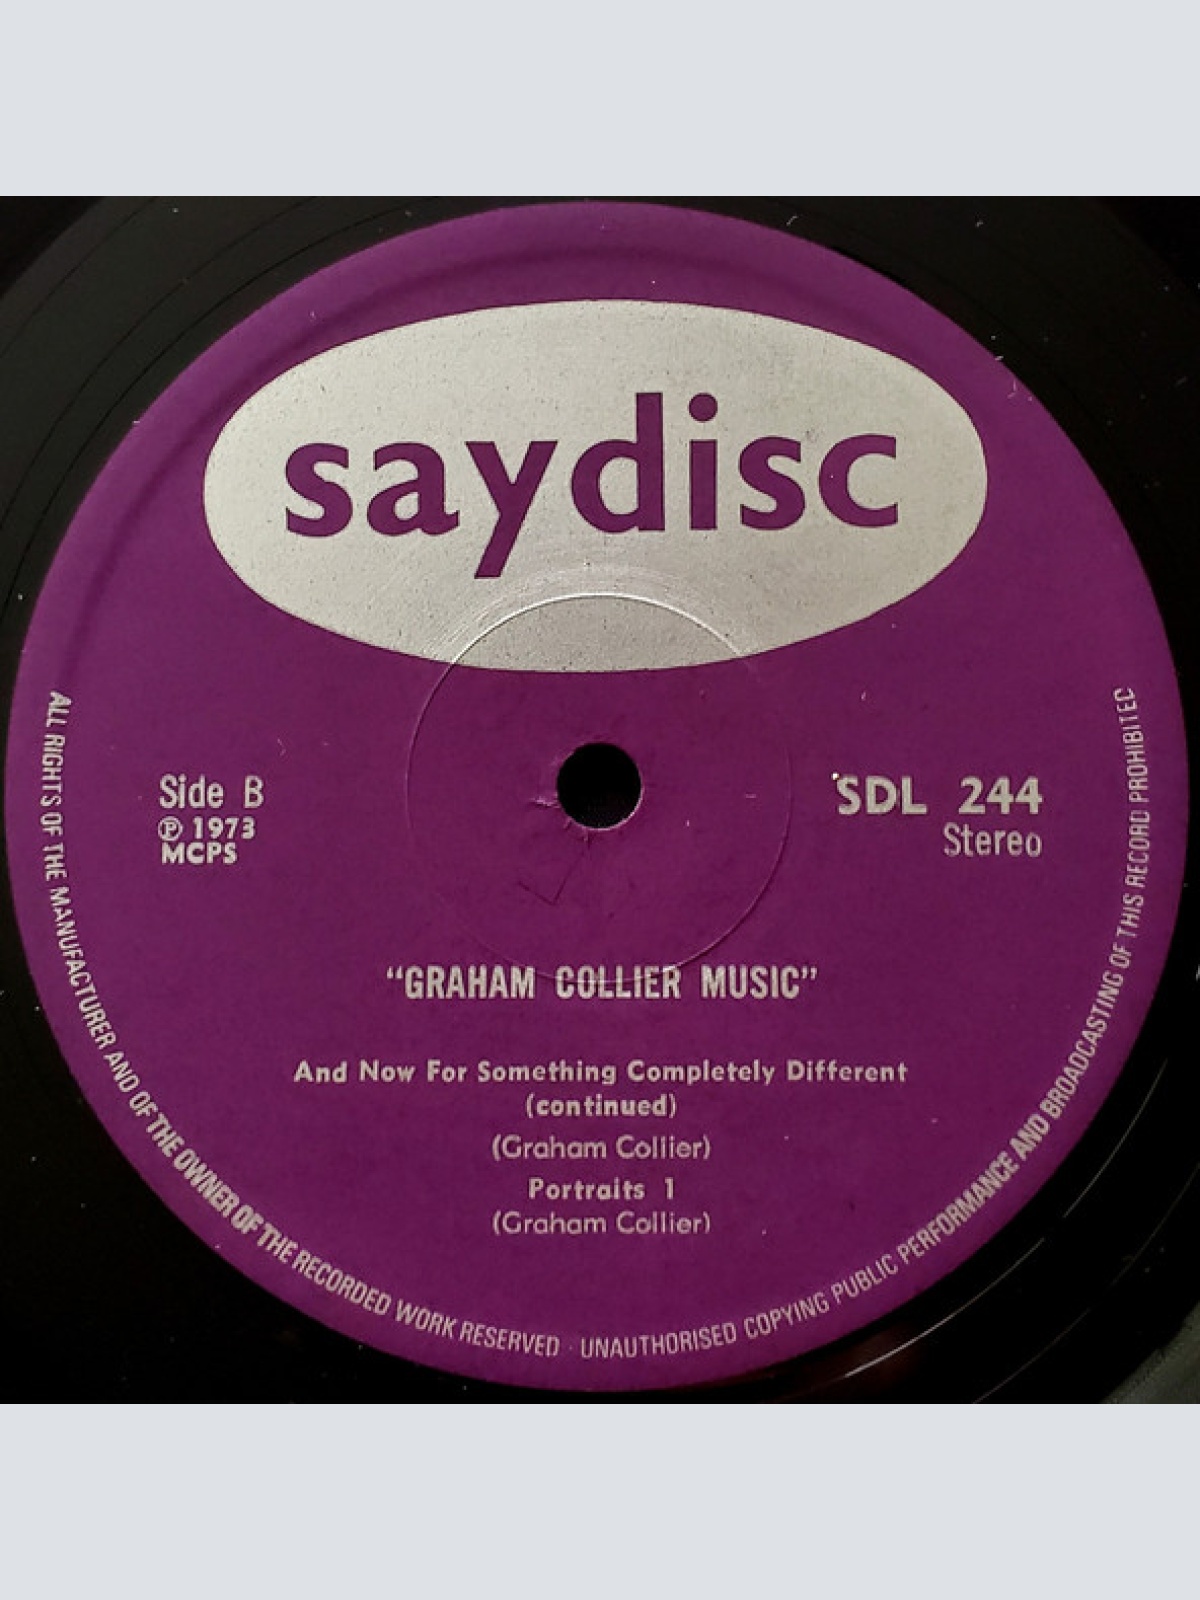 saydisc
Side B
℗ 1973
MCPS
SDL 244
Stereo
"GRAHAM COLLIER MUSIC"
And Now For Something Completely Different
(continued)
(Graham Collier)
Portraits 1
(Graham Collier)
ALL RIGHTS OF THE MANUFACTURER AND OF THE OWNER OF THE RECORDED WORK RESERVED · UNAUTHORISED COPYING PUBLIC PERFORMANCE AND BROADCASTING OF THIS RECORD PROHIBITED